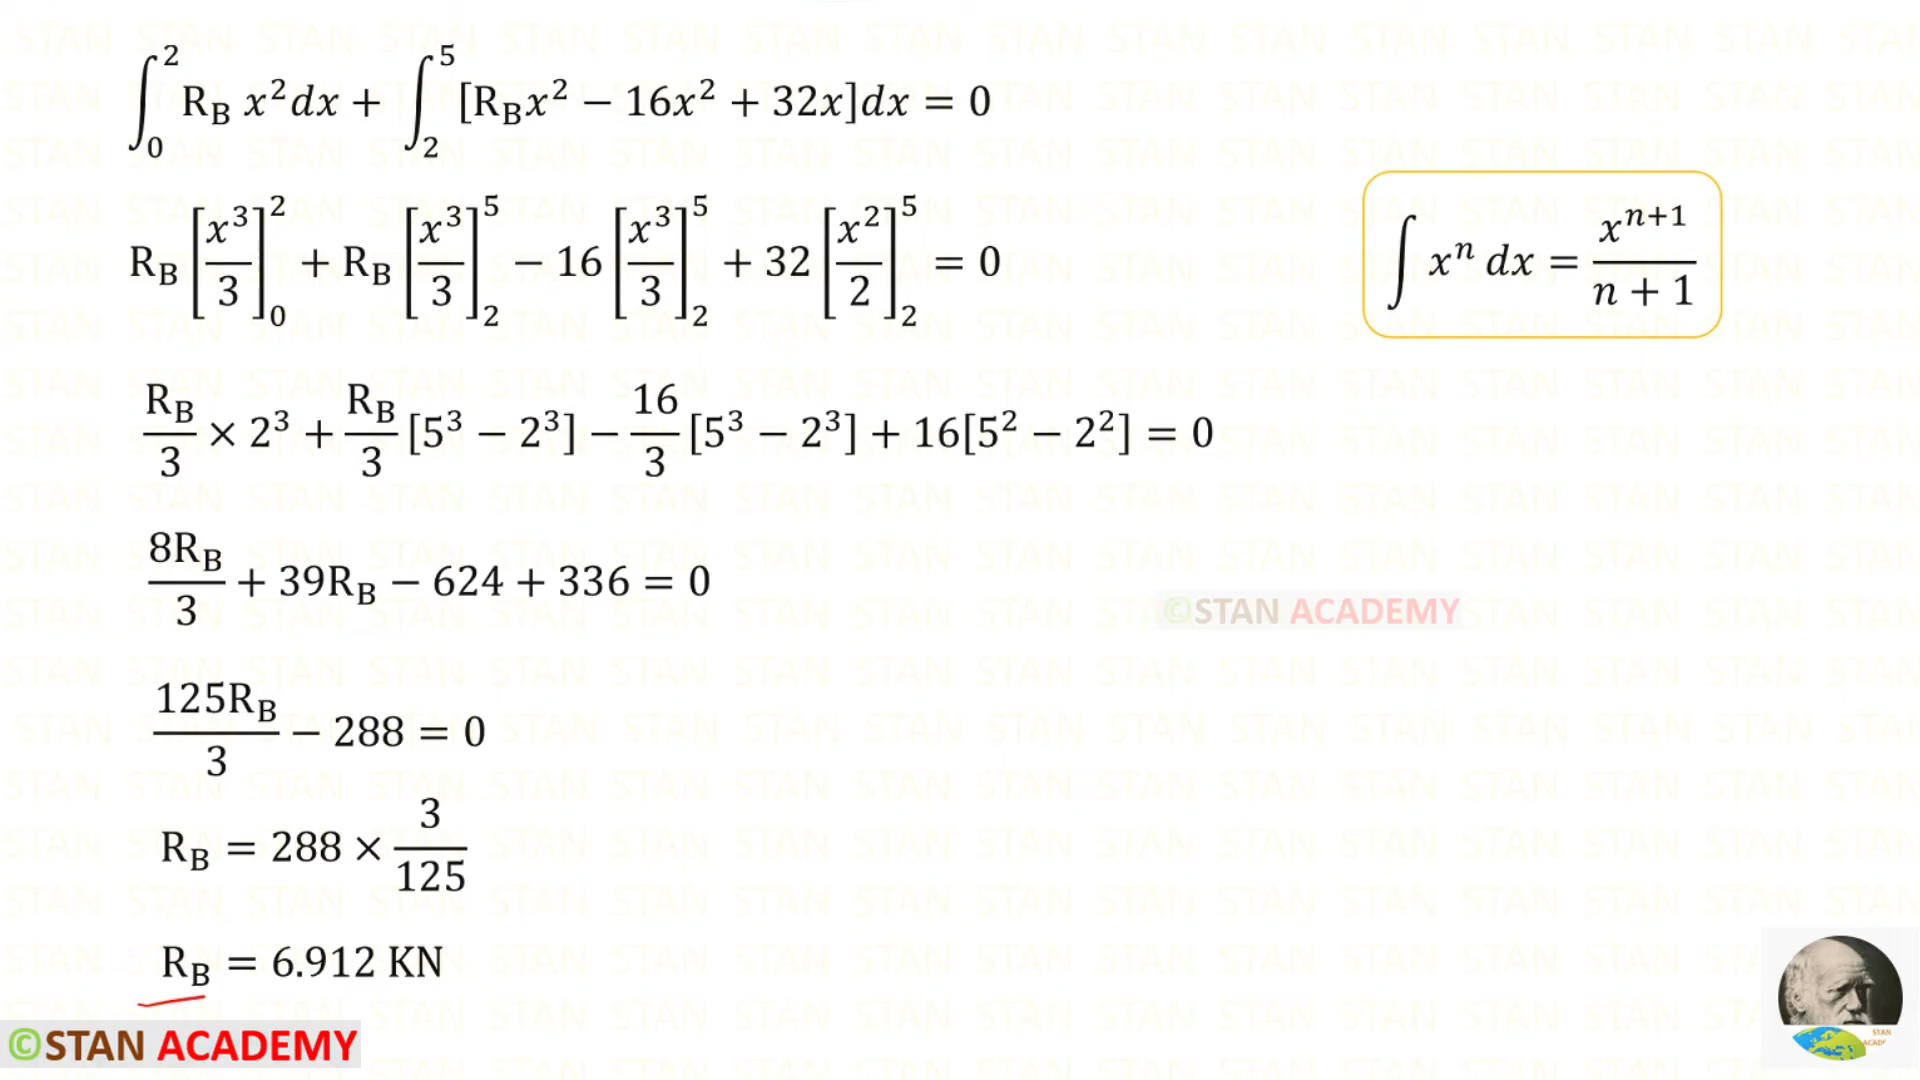 ∫₀² R_B x² dx + ∫₂⁵ [R_B x² − 16x² + 32x]dx = 0
R_B [x³/3]₀² + R_B [x³/3]₂⁵ − 16 [x³/3]₂⁵ + 32 [x²/2]₂⁵ = 0
∫ xⁿ dx = xⁿ⁺¹/(n + 1)
R_B/3 × 2³ + R_B/3 [5³ − 2³] − 16/3 [5³ − 2³] + 16[5² − 2²] = 0
8R_B/3 + 39R_B − 624 + 336 = 0
©STAN ACADEMY
125R_B/3 − 288 = 0
R_B = 288 × 3/125
R_B = 6.912 KN
©STAN ACADEMY
STAN